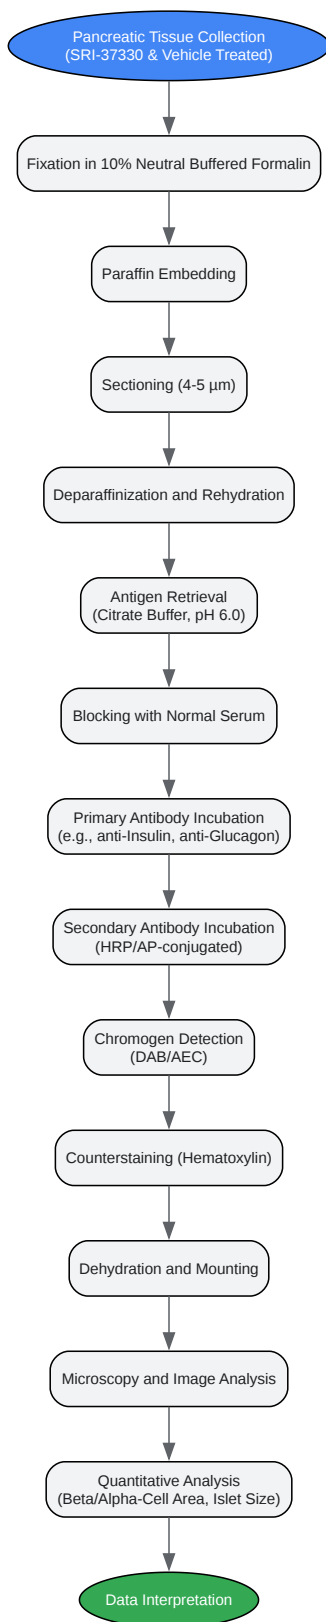 Pancreatic Tissue Collection
(SRI-37330 & Vehicle Treated)
Fixation in 10% Neutral Buffered Formalin
Paraffin Embedding
Sectioning (4-5 µm)
Deparaffinization and Rehydration
Antigen Retrieval
(Citrate Buffer, pH 6.0)
Blocking with Normal Serum
Primary Antibody Incubation
(e.g., anti-Insulin, anti-Glucagon)
Secondary Antibody Incubation
(HRP/AP-conjugated)
Chromogen Detection
(DAB/AEC)
Counterstaining (Hematoxylin)
Dehydration and Mounting
Microscopy and Image Analysis
Quantitative Analysis
(Beta/Alpha-Cell Area, Islet Size)
Data Interpretation